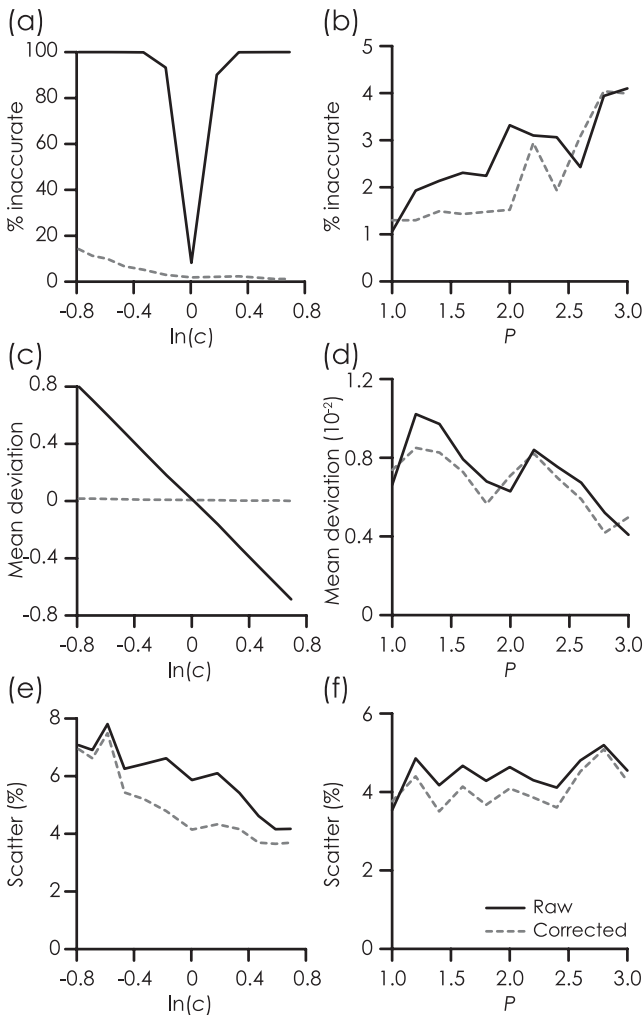 (a)
% inaccurate
100
80
60
40
20
0
-0.8 -0.4 0 0.4 0.8
ln(c)
(b)
% inaccurate
5
4
3
2
1
0
1.0 1.5 2.0 2.5 3.0
P
(c)
Mean deviation
0.8
0.4
0
-0.4
-0.8
-0.8 -0.4 0 0.4 0.8
ln(c)
(d)
Mean deviation (10⁻²)
1.2
0.8
0.4
0
1.0 1.5 2.0 2.5 3.0
P
(e)
Scatter (%)
8
6
4
2
0
-0.8 -0.4 0 0.4 0.8
ln(c)
(f)
Scatter (%)
6
4
2
0
Raw
Corrected
1.0 1.5 2.0 2.5 3.0
P